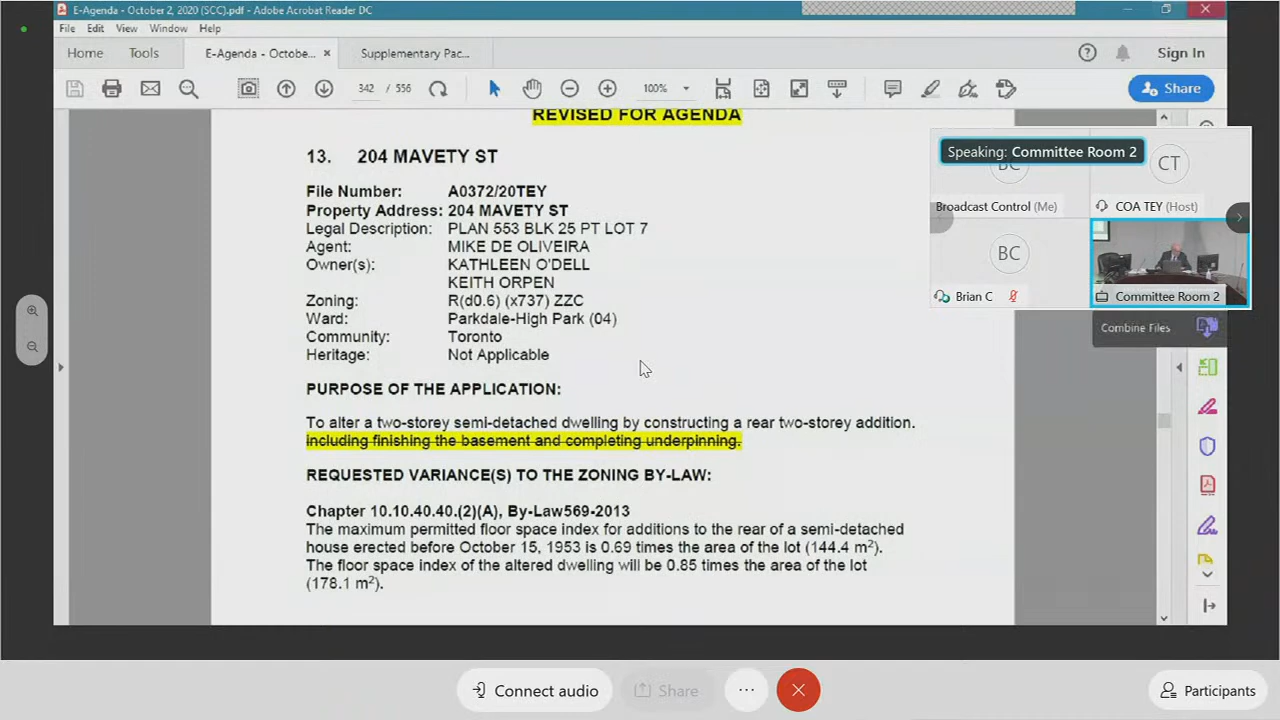 E-Agenda - October 2, 2020 (SCC).pdf - Adobe Acrobat Reader DC
File Edit View Window Help
Home Tools E-Agenda - Octobe... × Supplementary Pac... Sign In
342 / 556 100% Share
REVISED FOR AGENDA
13. 204 MAVETY ST
File Number: A0372/20TEY
Property Address: 204 MAVETY ST
Legal Description: PLAN 553 BLK 25 PT LOT 7
Agent: MIKE DE OLIVEIRA
Owner(s): KATHLEEN O'DELL
KEITH ORPEN
Zoning: R(d0.6) (x737) ZZC
Ward: Parkdale-High Park (04)
Community: Toronto
Heritage: Not Applicable
PURPOSE OF THE APPLICATION:
To alter a two-storey semi-detached dwelling by constructing a rear two-storey addition.
including finishing the basement and completing underpinning.
REQUESTED VARIANCE(S) TO THE ZONING BY-LAW:
Chapter 10.10.40.40.(2)(A), By-Law569-2013
The maximum permitted floor space index for additions to the rear of a semi-detached
house erected before October 15, 1953 is 0.69 times the area of the lot (144.4 m²).
The floor space index of the altered dwelling will be 0.85 times the area of the lot
(178.1 m²).
Speaking: Committee Room 2
BC CT
Broadcast Control (Me) COA TEY (Host)
BC
Brian C Committee Room 2
Combine Files
Connect audio Share ... Participants